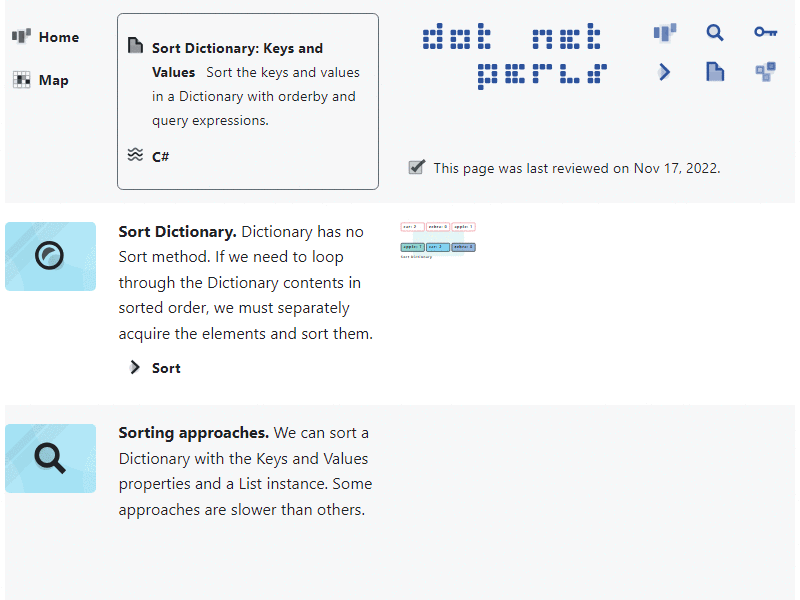 Home
Map
Sort Dictionary: Keys and
Values Sort the keys and values
in a Dictionary with orderby and
query expressions.
C#
dot net
perls
This page was last reviewed on Nov 17, 2022.
Sort Dictionary. Dictionary has no
Sort method. If we need to loop
through the Dictionary contents in
sorted order, we must separately
acquire the elements and sort them.
Sort
car: 2 zebra: 0 apple: 1
apple: 1 car: 2 zebra: 0
Sort Dictionary
Sorting approaches. We can sort a
Dictionary with the Keys and Values
properties and a List instance. Some
approaches are slower than others.